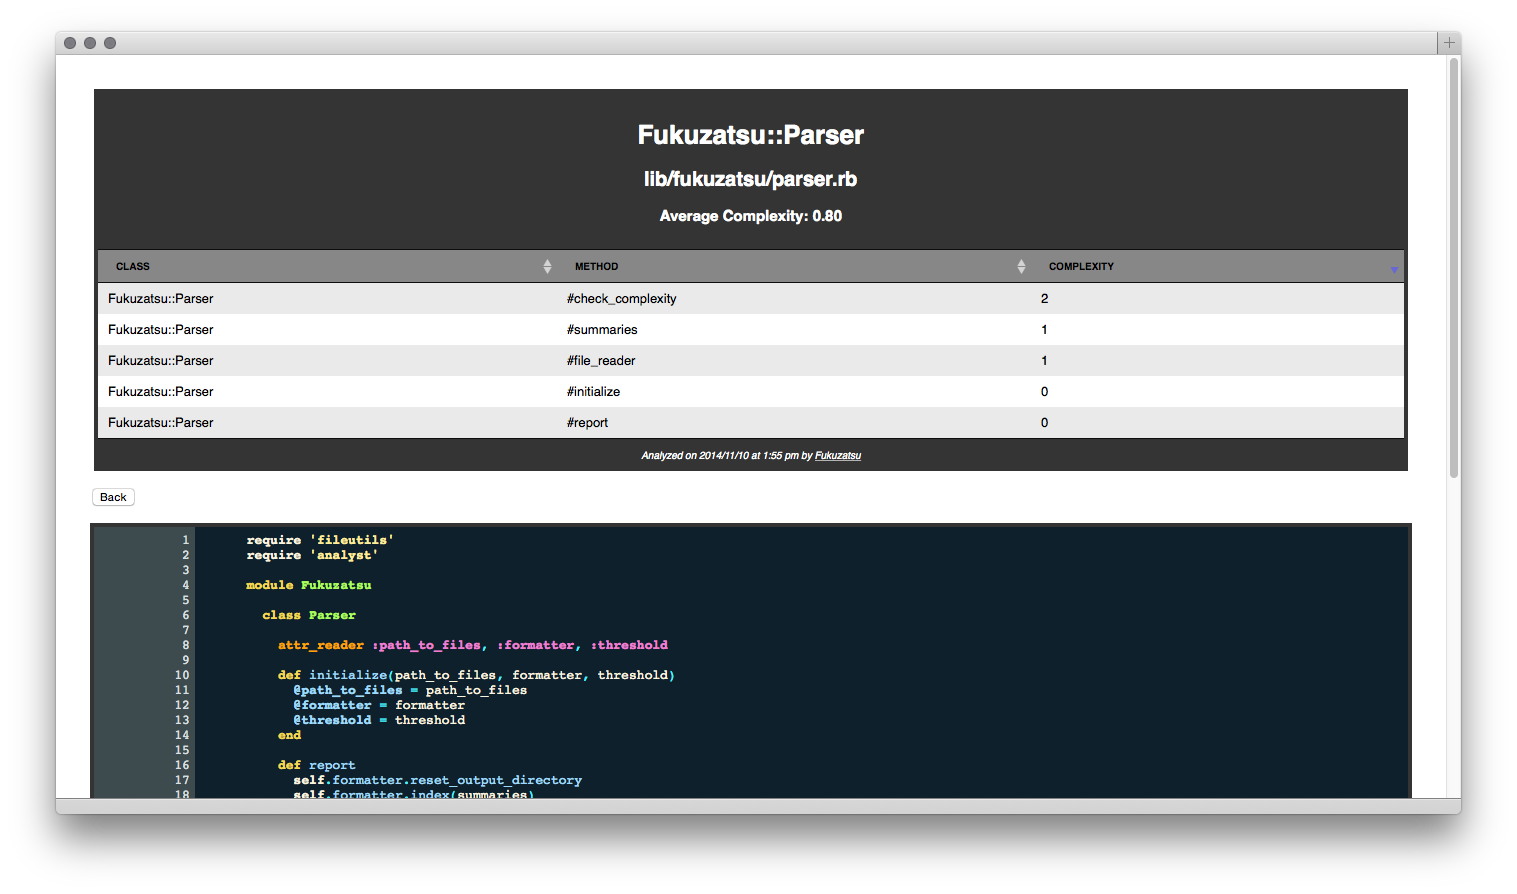 Fukuzatsu::Parser
lib/fukuzatsu/parser.rb
Average Complexity: 0.80
CLASS METHOD COMPLEXITY
Fukuzatsu::Parser #check_complexity 2
Fukuzatsu::Parser #summaries 1
Fukuzatsu::Parser #file_reader 1
Fukuzatsu::Parser #initialize 0
Fukuzatsu::Parser #report 0
Analyzed on 2014/11/10 at 1:55 pm by Fukuzatsu
Back
1 require 'fileutils'
2 require 'analyst'
3
4 module Fukuzatsu
5
6 class Parser
7
8 attr_reader :path_to_files, :formatter, :threshold
9
10 def initialize(path_to_files, formatter, threshold)
11 @path_to_files = path_to_files
12 @formatter = formatter
13 @threshold = threshold
14 end
15
16 def report
17 self.formatter.reset_output_directory
18 self.formatter.index(summaries)